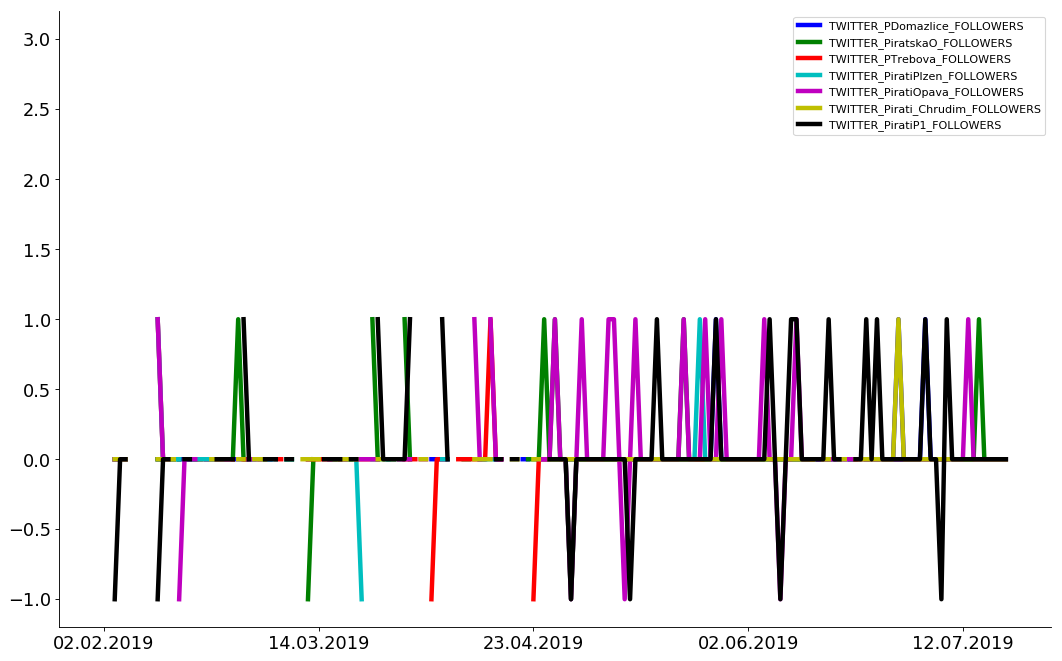 3.0
2.5
2.0
1.5
1.0
0.5
0.0
−0.5
−1.0
02.02.2019 14.03.2019 23.04.2019 02.06.2019 12.07.2019
TWITTER_PDomazlice_FOLLOWERS
TWITTER_PiratskaO_FOLLOWERS
TWITTER_PTrebova_FOLLOWERS
TWITTER_PiratiPlzen_FOLLOWERS
TWITTER_PiratiOpava_FOLLOWERS
TWITTER_Pirati_Chrudim_FOLLOWERS
TWITTER_PiratiP1_FOLLOWERS